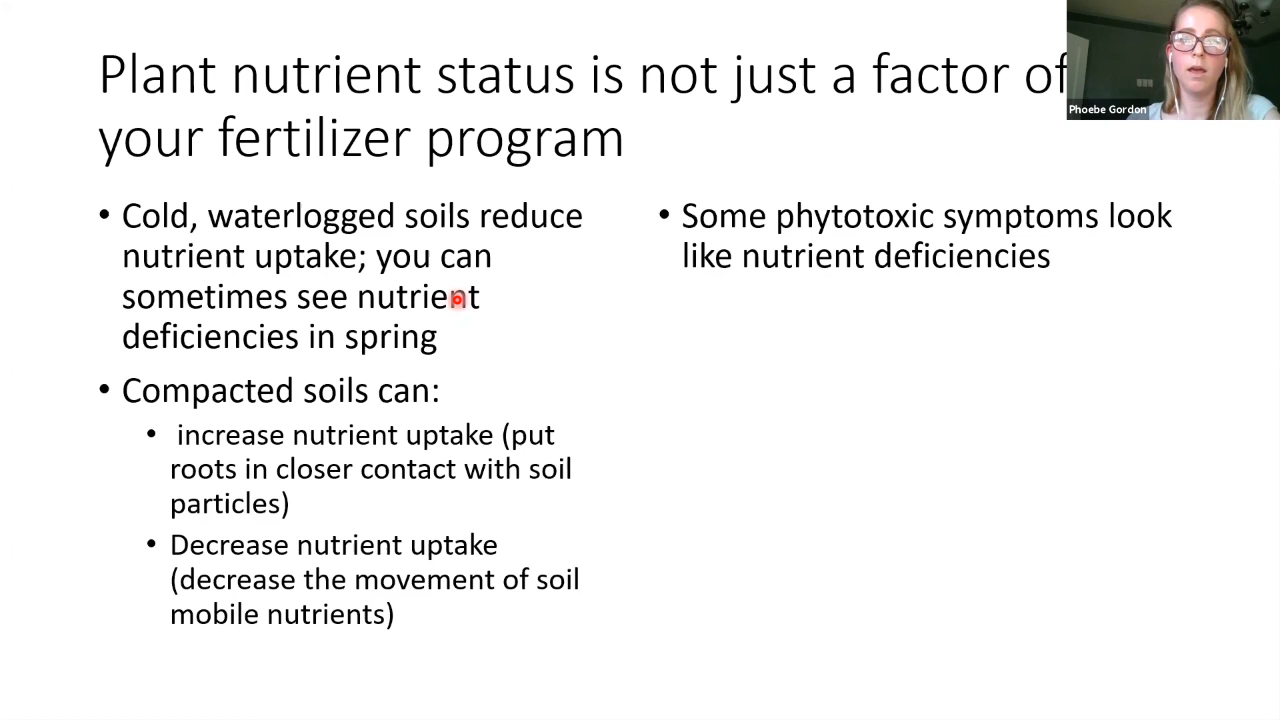 Plant nutrient status is not just a factor of
your fertilizer program
Phoebe Gordon
• Cold, waterlogged soils reduce
nutrient uptake; you can
sometimes see nutrient
deficiencies in spring
• Compacted soils can:
• increase nutrient uptake (put
roots in closer contact with soil
particles)
• Decrease nutrient uptake
(decrease the movement of soil
mobile nutrients)
• Some phytotoxic symptoms look
like nutrient deficiencies